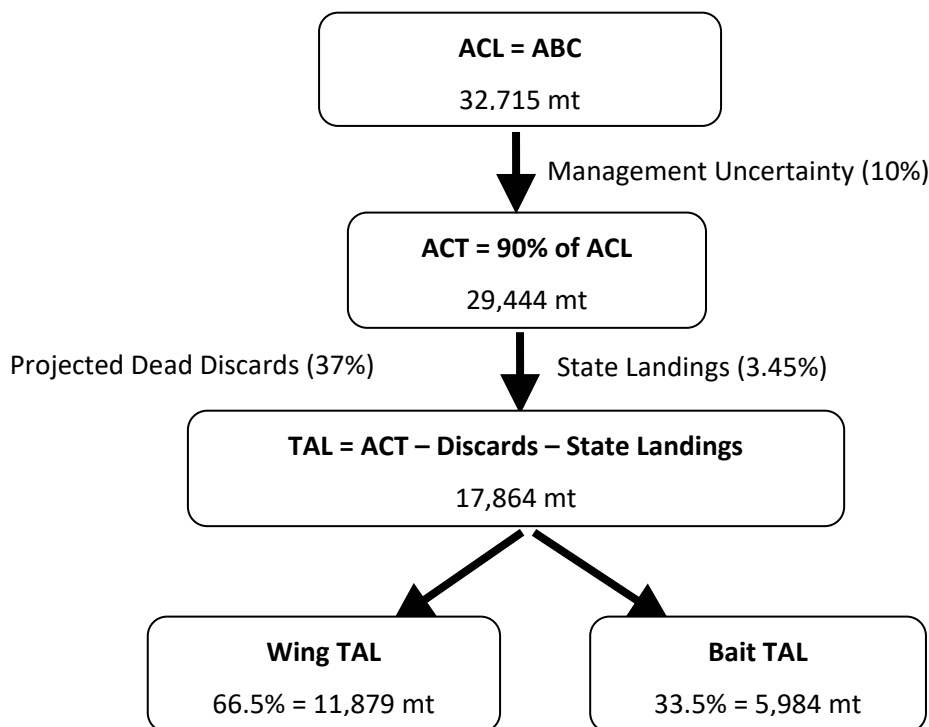 ACL = ABC
32,715 mt
Management Uncertainty (10%)
ACT = 90% of ACL
29,444 mt
Projected Dead Discards (37%)
State Landings (3.45%)
TAL = ACT – Discards – State Landings
17,864 mt
Wing TAL
66.5% = 11,879 mt
Bait TAL
33.5% = 5,984 mt